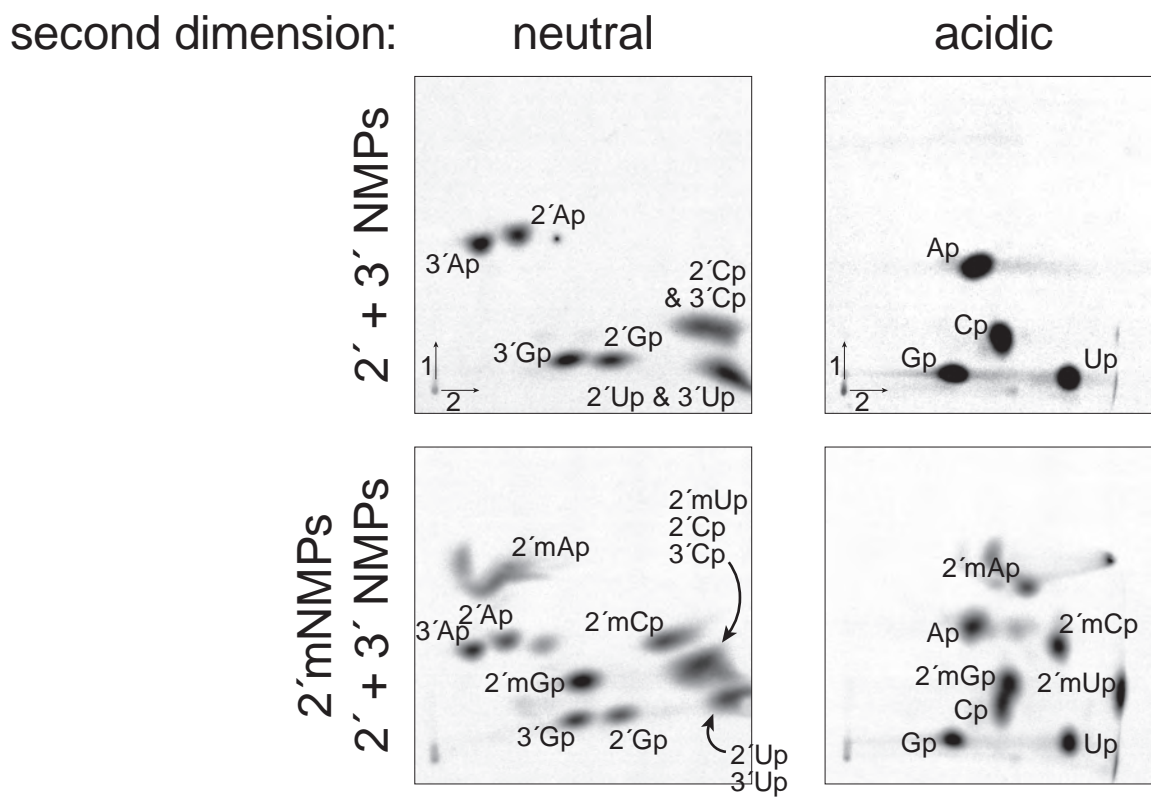 second dimension: neutral acidic
2´ + 3´ NMPs
2´Ap
3´Ap
2´Cp
& 3´Cp
3´Gp
2´Gp
2´Up & 3´Up
1
2
Ap
Cp
Gp
Up
1
2
2´mNMPs
2´ + 3´ NMPs
2´mUp
2´Cp
3´Cp
2´mAp
2´Ap
3´Ap
2´mCp
2´mGp
3´Gp
2´Gp
2´Up
3´Up
2´mAp
Ap
2´mCp
2´mGp
2´mUp
Cp
Gp
Up